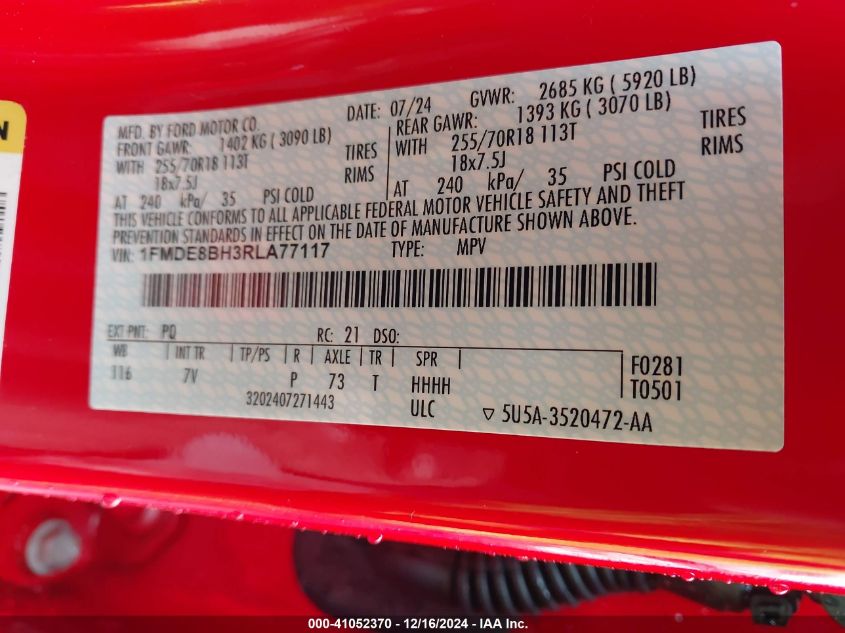 N
MFD. BY FORD MOTOR CO.
DATE: 07/24
GVWR: 2685 KG ( 5920 LB)
FRONT GAWR: 1402 KG ( 3090 LB)
REAR GAWR: 1393 KG ( 3070 LB)
WITH 255/70R18 113T TIRES
WITH 255/70R18 113T TIRES
18x7.5J RIMS
18x7.5J RIMS
AT 240 kPa/ 35 PSI COLD
AT 240 kPa/ 35 PSI COLD
THIS VEHICLE CONFORMS TO ALL APPLICABLE FEDERAL MOTOR VEHICLE SAFETY AND THEFT
PREVENTION STANDARDS IN EFFECT ON THE DATE OF MANUFACTURE SHOWN ABOVE.
VIN: 1FMDE8BH3RLA77117 TYPE: MPV
EXT PNT: PQ RC: 21 DSO:
WB INT TR TP/PS R AXLE TR SPR
116 7V P 73 T HHHH
3202407271443 ULC
F0281
T0501
▽ 5U5A-3520472-AA
000-41052370 - 12/16/2024 - IAA Inc.